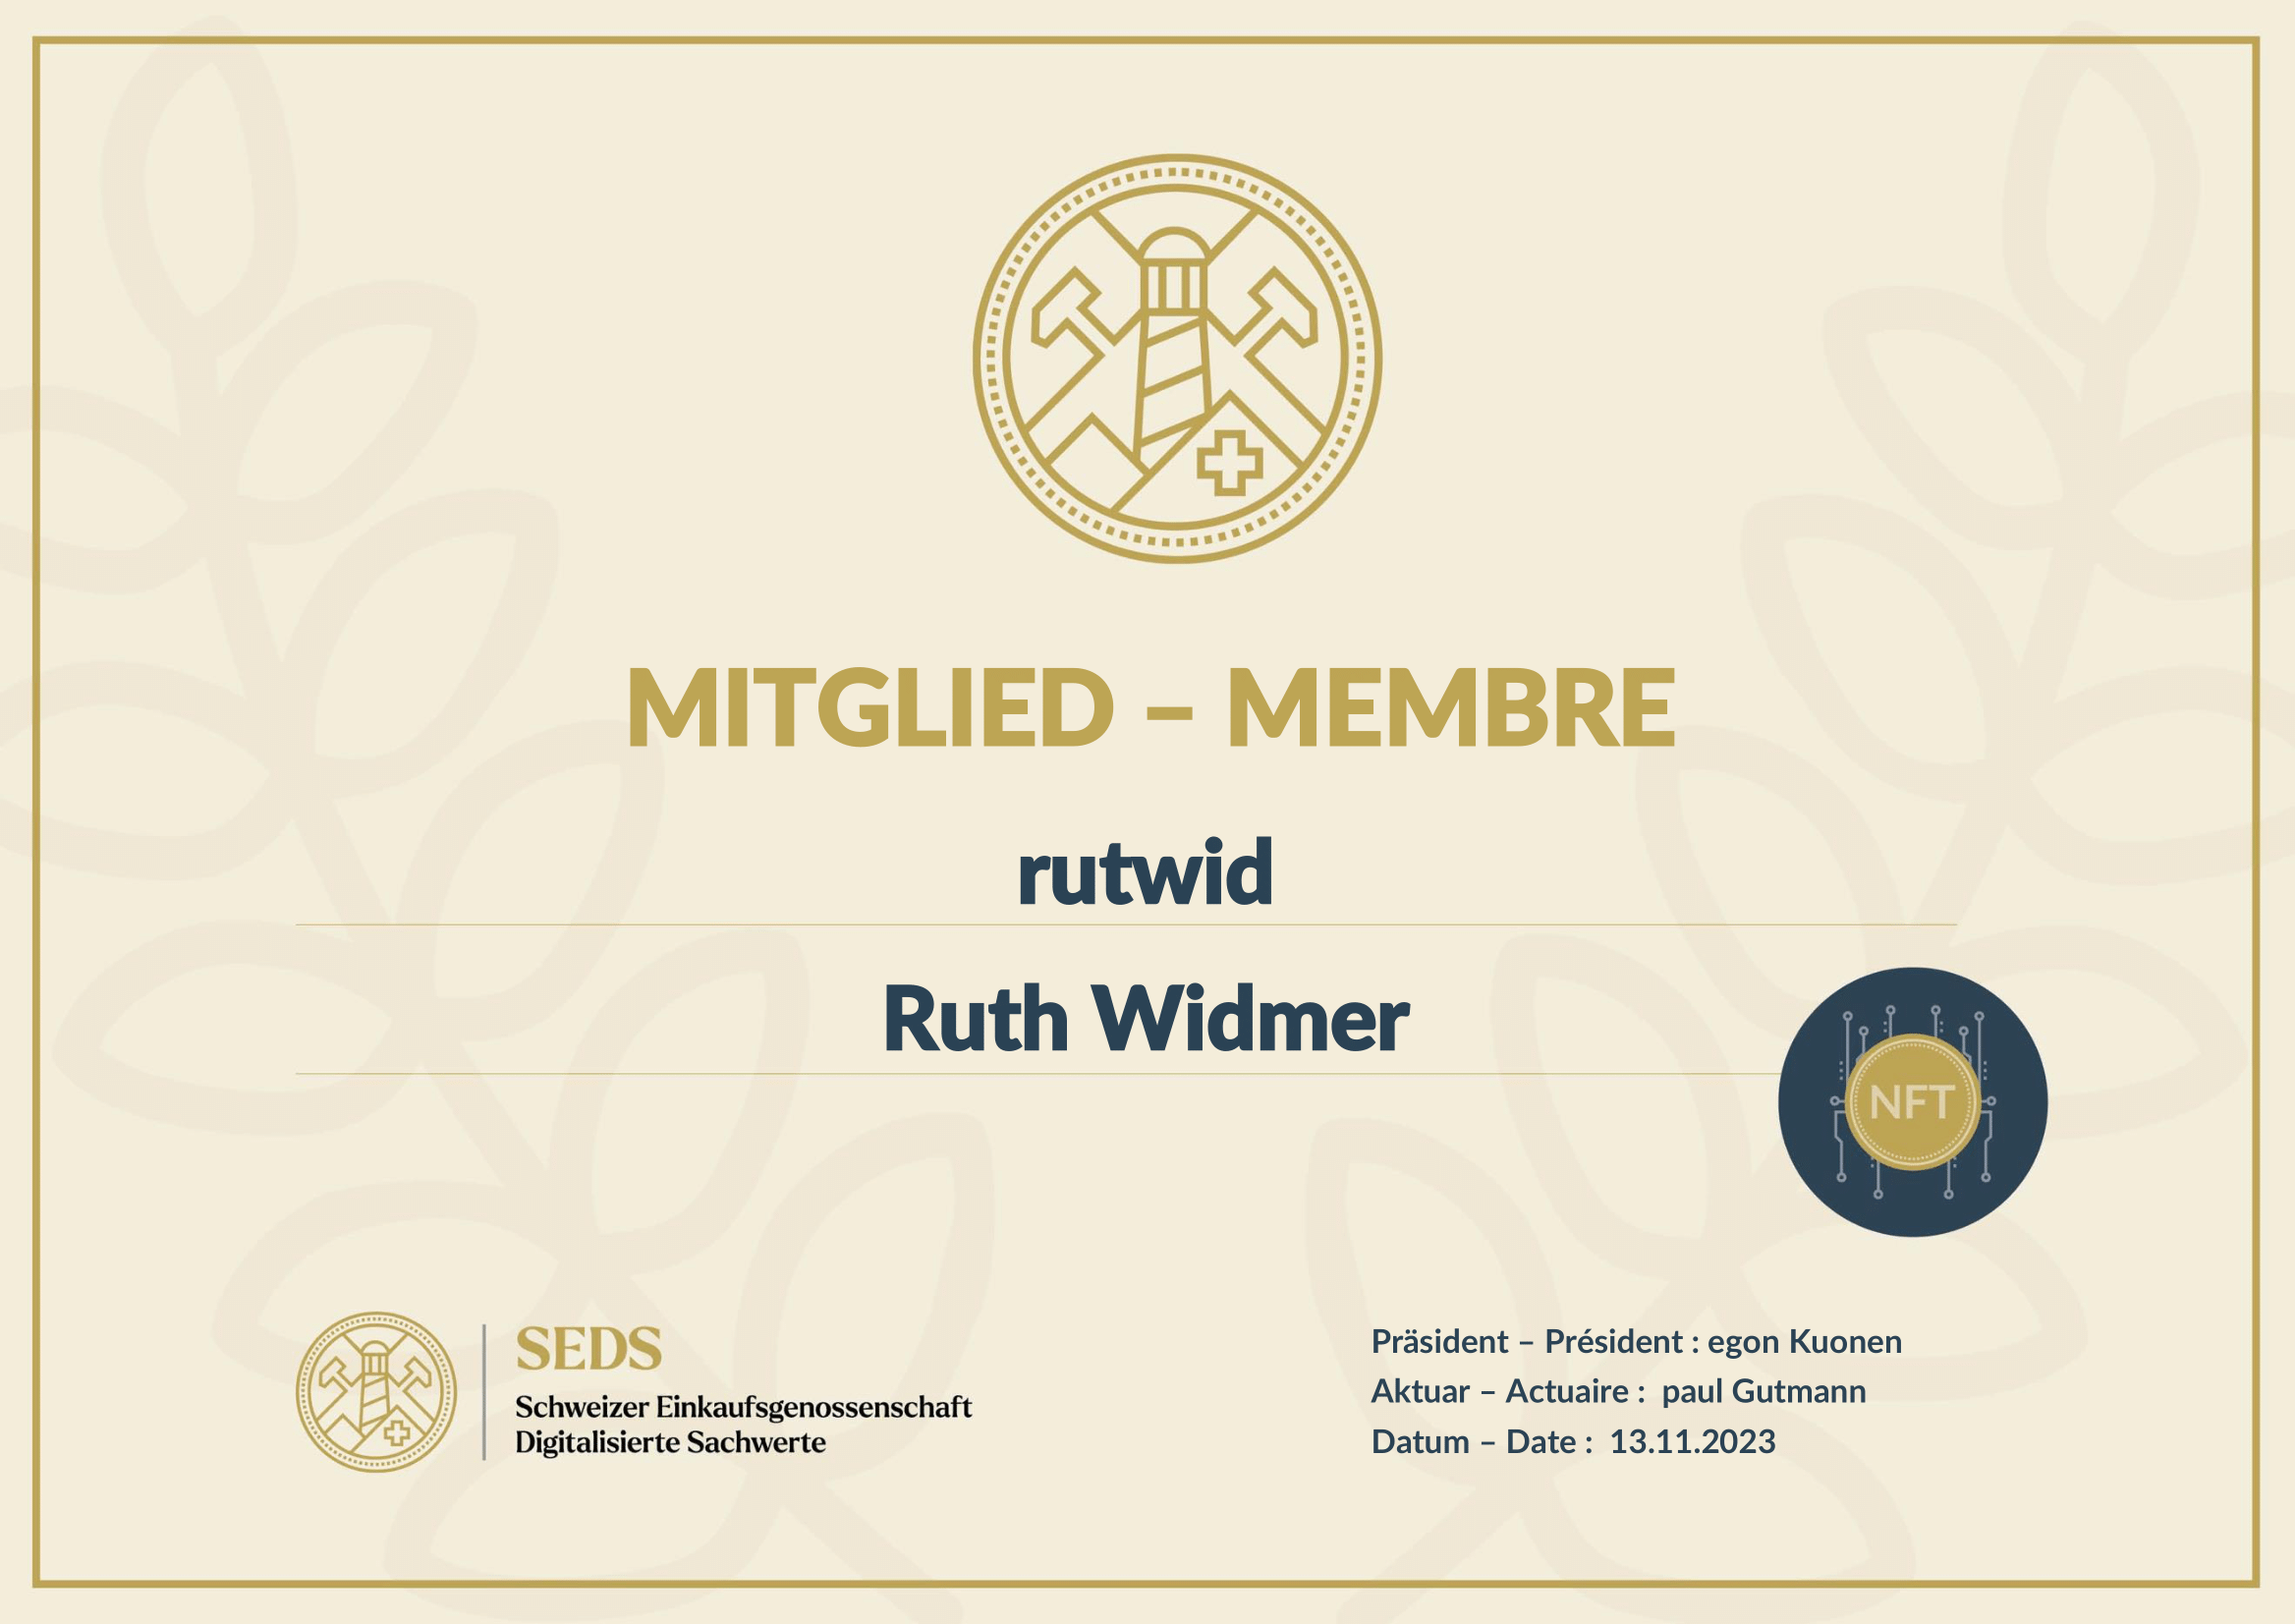 MITGLIED – MEMBRE
rutwid
Ruth Widmer
NFT
SEDS
Schweizer Einkaufsgenossenschaft
Digitalisierte Sachwerte
Präsident – Président : egon Kuonen
Aktuar – Actuaire :  paul Gutmann
Datum – Date :  13.11.2023